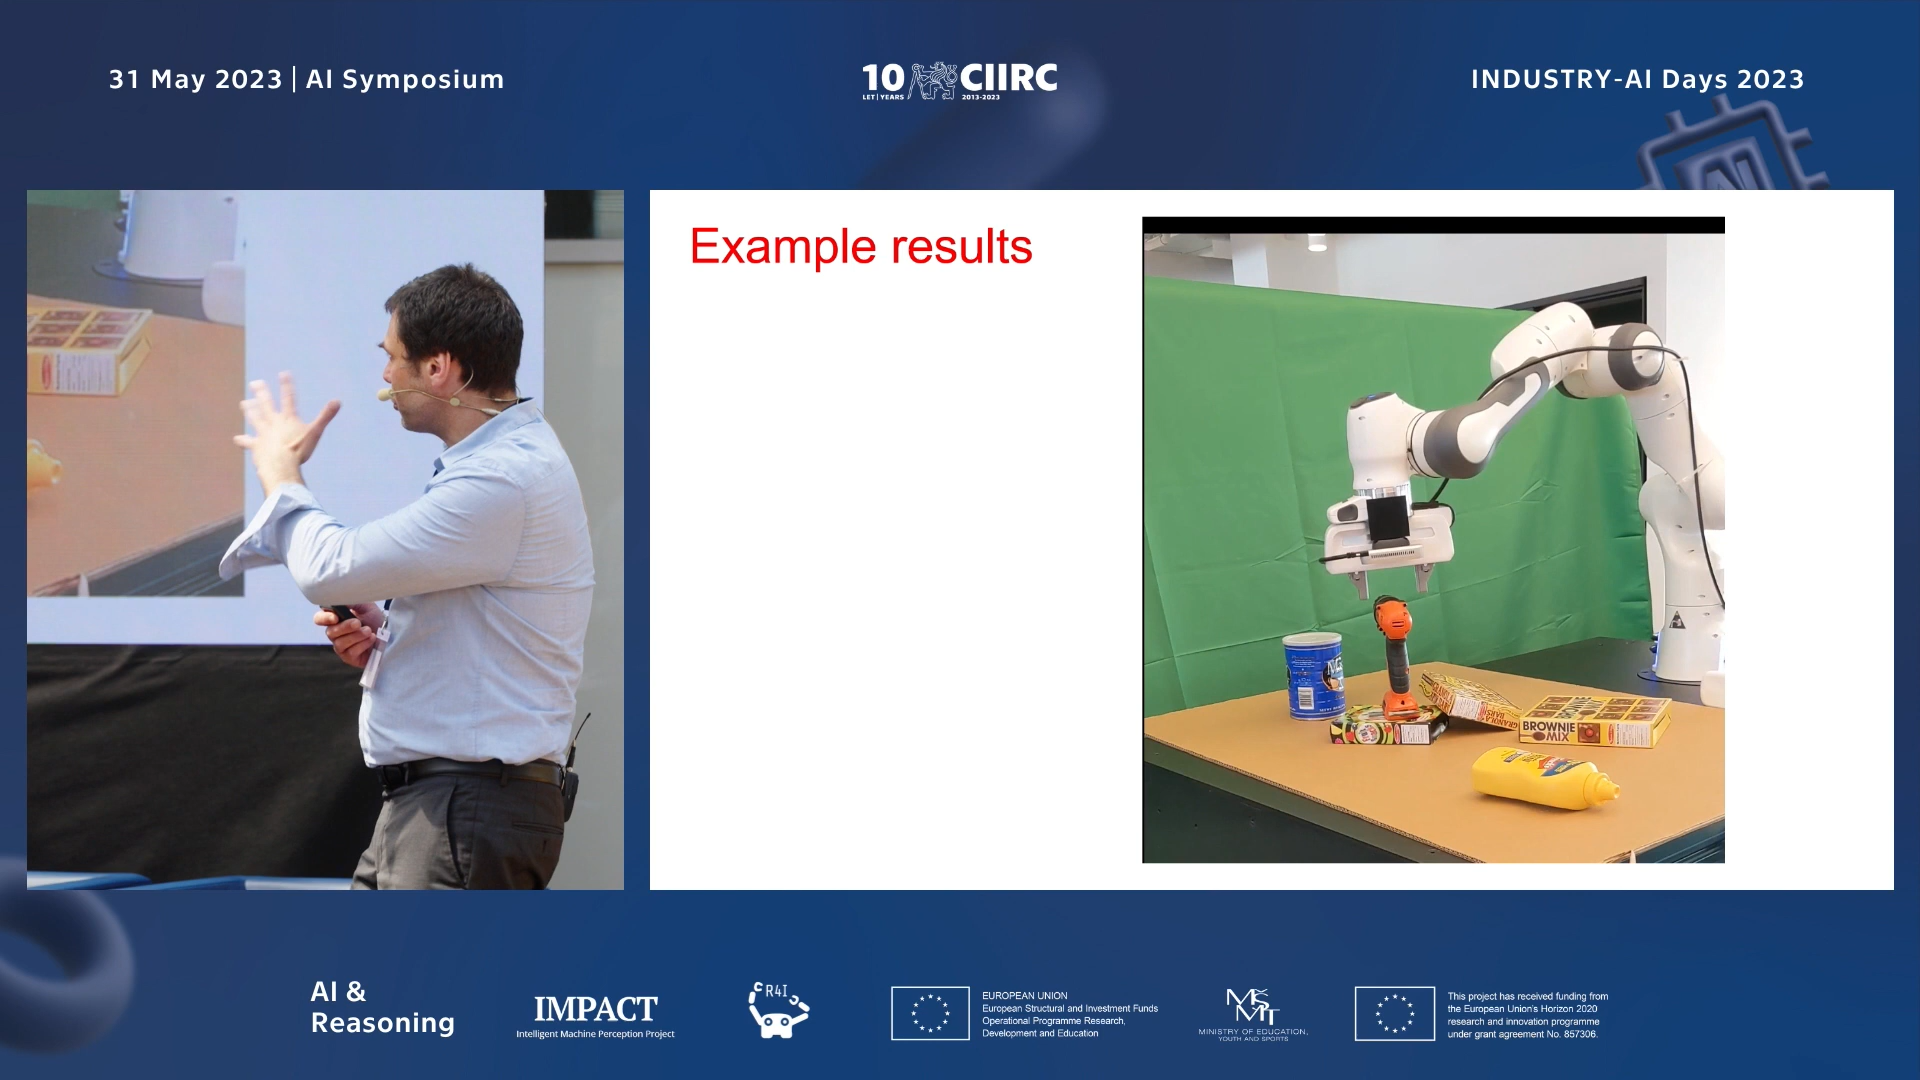 31 May 2023 | AI Symposium
10 CIIRC
LET | YEARS 2013-2023
INDUSTRY-AI Days 2023
AI
Example results
BROWNIE
MIX
AI &
Reasoning
IMPACT
Intelligent Machine Perception Project
R4I
EUROPEAN UNION
European Structural and Investment Funds
Operational Programme Research,
Development and Education
MŠMT
MINISTRY OF EDUCATION,
YOUTH AND SPORTS
This project has received funding from
the European Union's Horizon 2020
research and innovation programme
under grant agreement No. 857306.